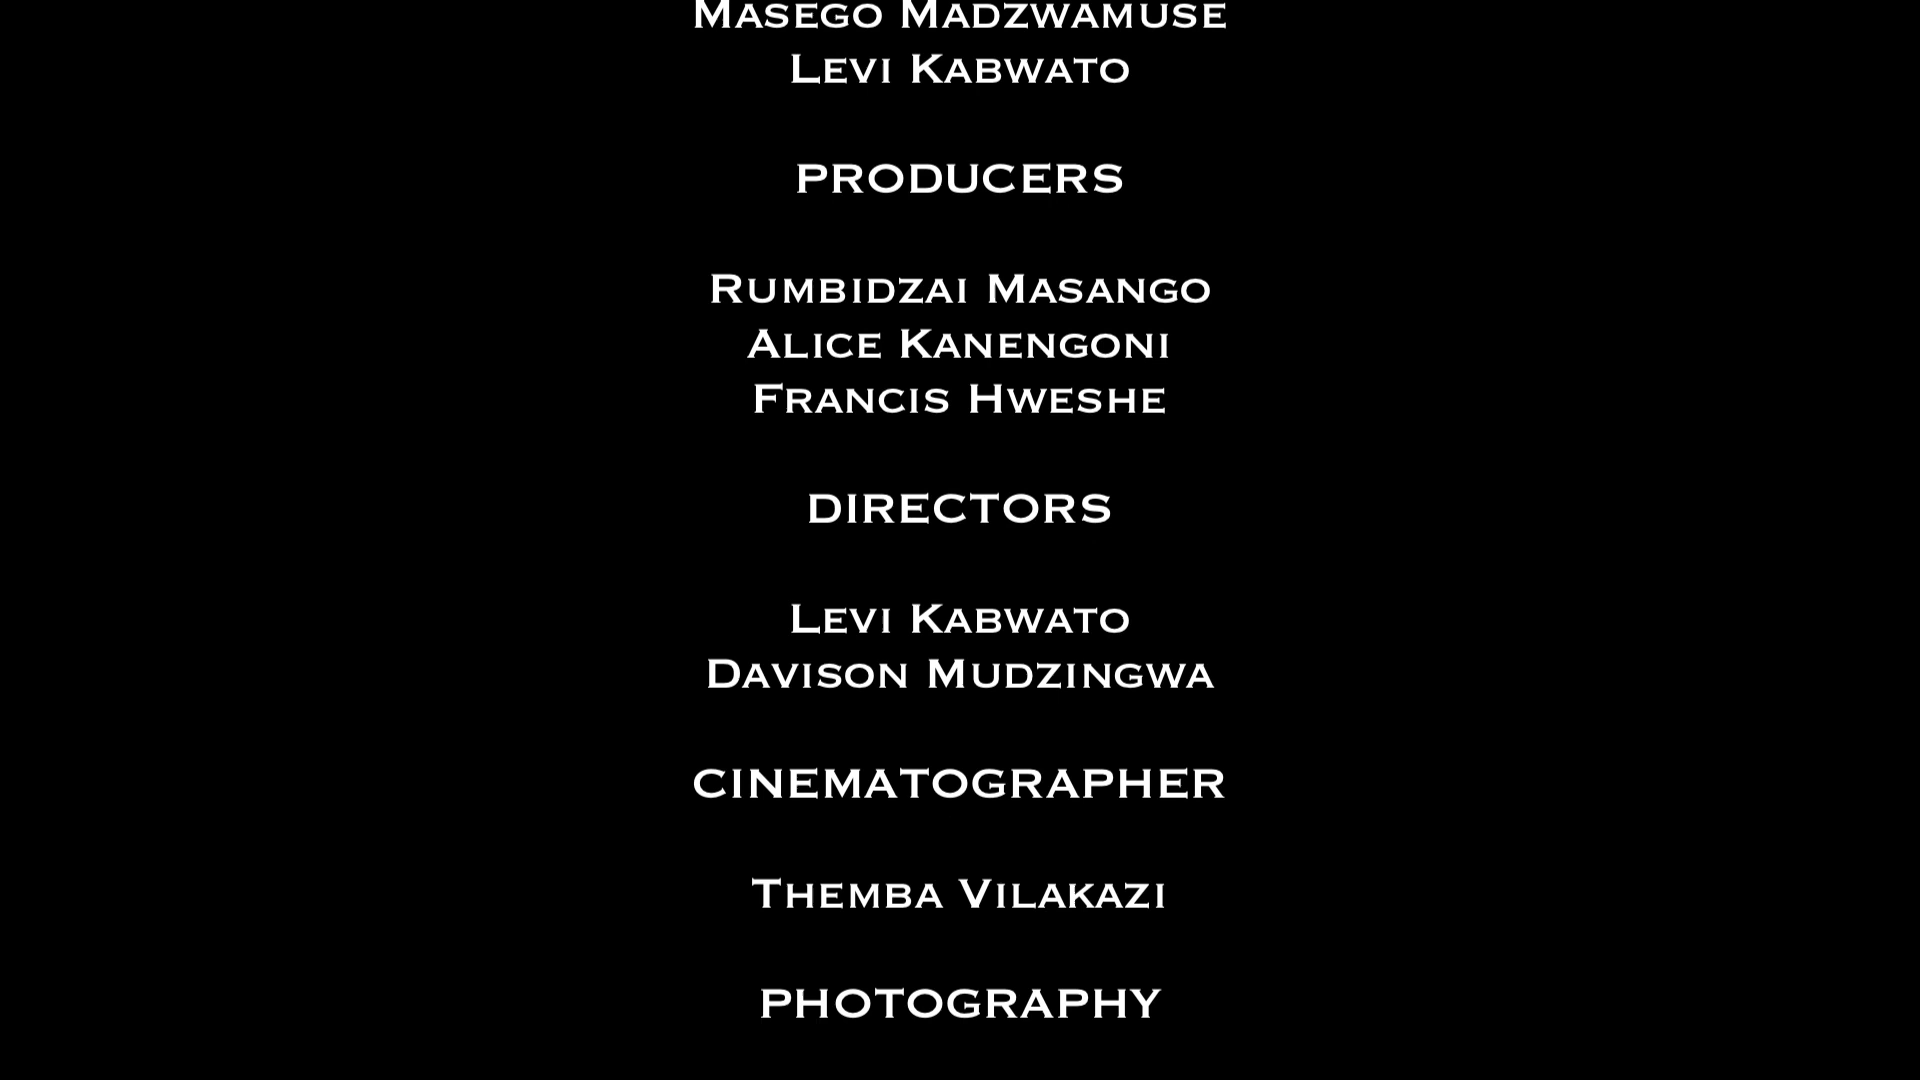 Masego Madzwamuse
Levi Kabwato
PRODUCERS
Rumbidzai Masango
Alice Kanengoni
Francis Hweshe
DIRECTORS
Levi Kabwato
Davison Mudzingwa
CINEMATOGRAPHER
Themba Vilakazi
PHOTOGRAPHY